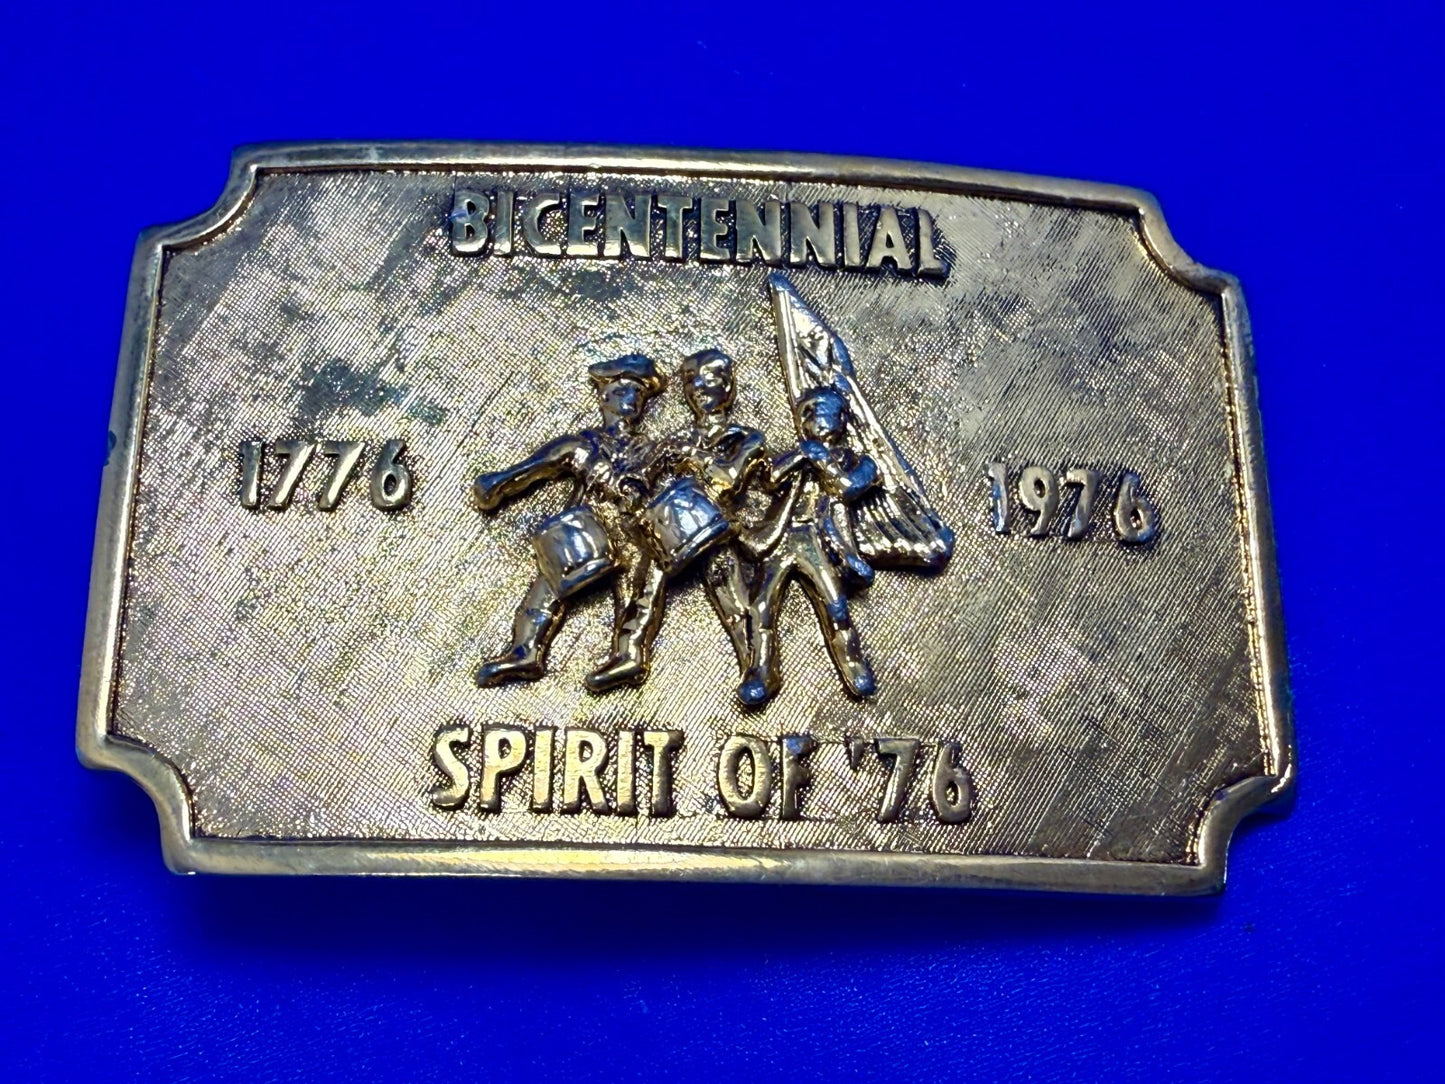 BICENTENNIAL
1776 1976
SPIRIT OF '76